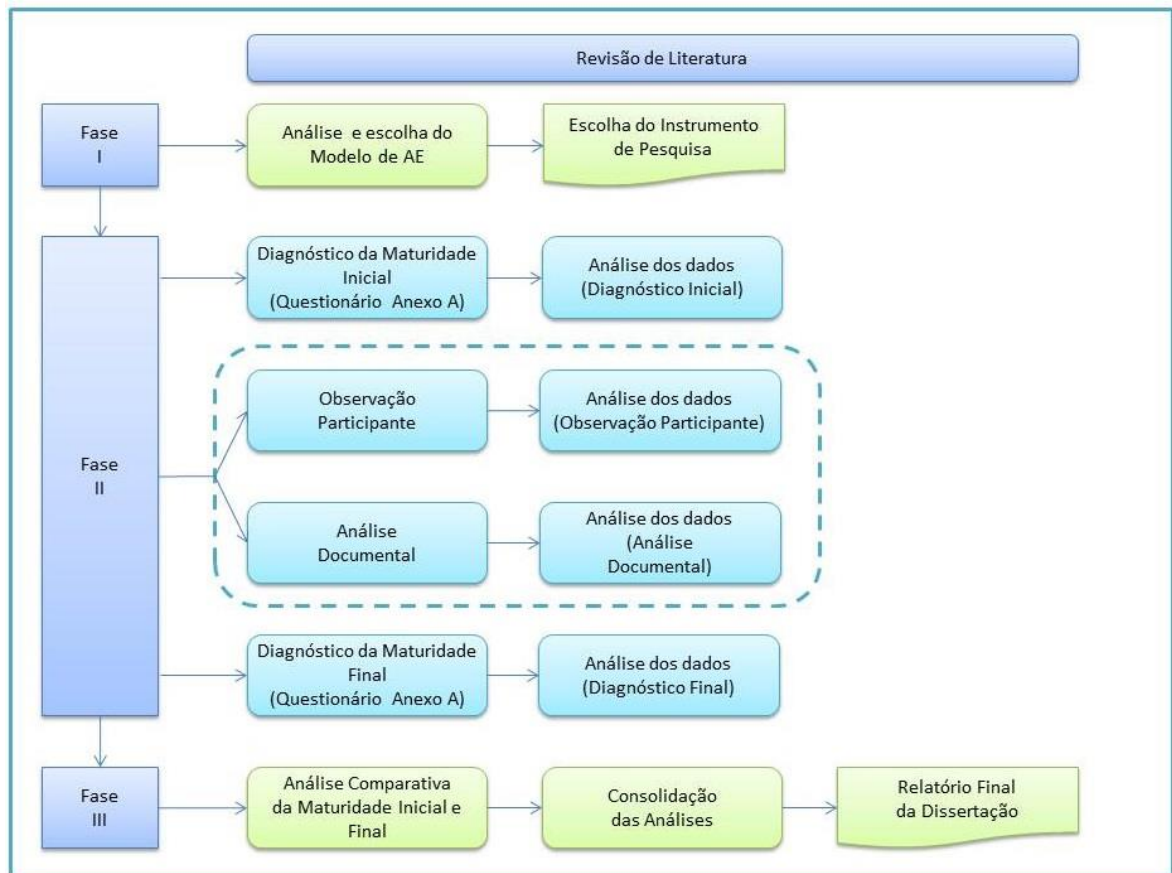 Revisão de Literatura
Fase
I
Análise e escolha do
Modelo de AE
Escolha do Instrumento
de Pesquisa
Fase
II
Diagnóstico da Maturidade
Inicial
(Questionário Anexo A)
Análise dos dados
(Diagnóstico Inicial)
Observação
Participante
Análise dos dados
(Observação Participante)
Análise
Documental
Análise dos dados
(Análise
Documental)
Diagnóstico da Maturidade
Final
(Questionário Anexo A)
Análise dos dados
(Diagnóstico Final)
Fase
III
Análise Comparativa
da Maturidade Inicial e
Final
Consolidação
das Análises
Relatório Final
da Dissertação